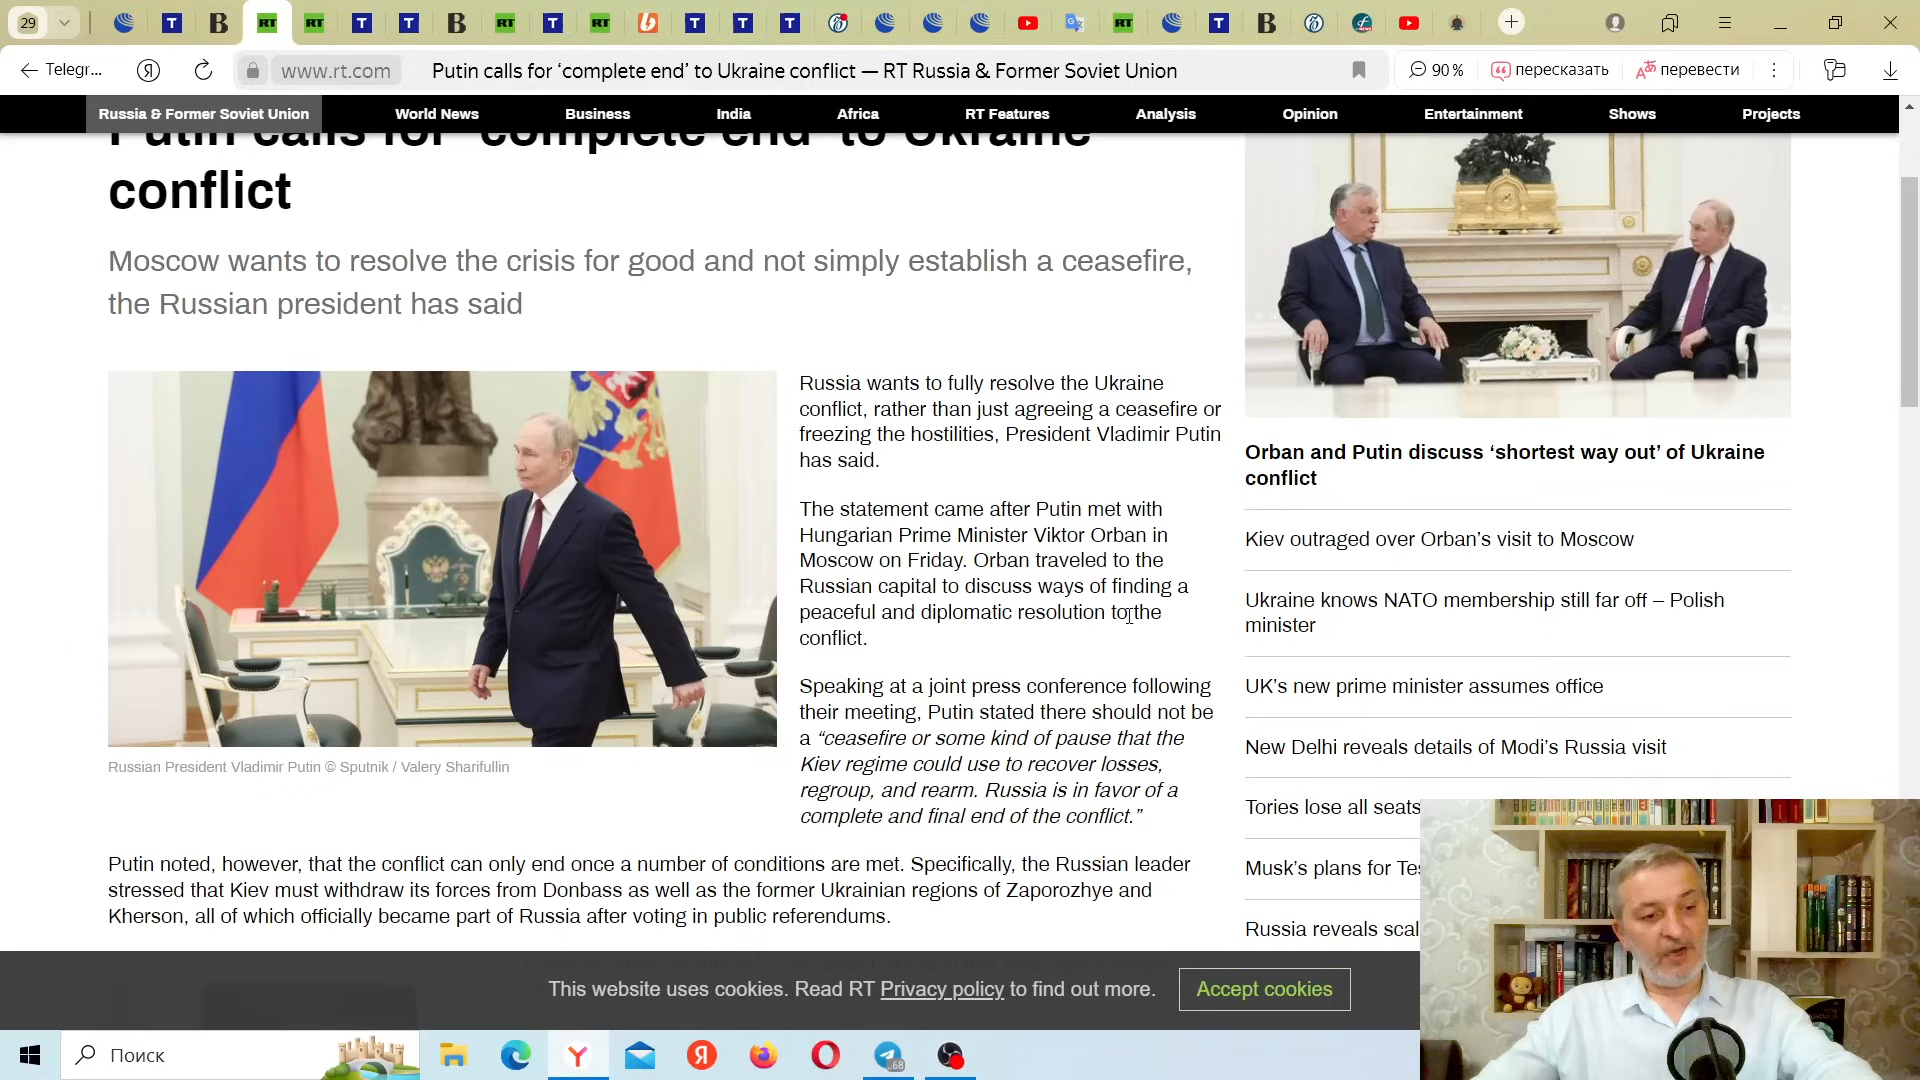 29
T
B
RT
RT
T
T
B
RT
T
RT
T
T
T
RT
T
B
Telegr...
Я
www.rt.com
Putin calls for ‘complete end’ to Ukraine conflict — RT Russia & Former Soviet Union
90 %
пересказать
перевести
Russia & Former Soviet Union
World News
Business
India
Africa
RT Features
Analysis
Opinion
Entertainment
Shows
Projects
Putin calls for ‘complete end’ to Ukraine
conflict
Moscow wants to resolve the crisis for good and not simply establish a ceasefire,
the Russian president has said
Russian President Vladimir Putin © Sputnik / Valery Sharifullin
Russia wants to fully resolve the Ukraine
conflict, rather than just agreeing a ceasefire or
freezing the hostilities, President Vladimir Putin
has said.
The statement came after Putin met with
Hungarian Prime Minister Viktor Orban in
Moscow on Friday. Orban traveled to the
Russian capital to discuss ways of finding a
peaceful and diplomatic resolution to the
conflict.
Speaking at a joint press conference following
their meeting, Putin stated there should not be
a “ceasefire or some kind of pause that the
Kiev regime could use to recover losses,
regroup, and rearm. Russia is in favor of a
complete and final end of the conflict.”
Putin noted, however, that the conflict can only end once a number of conditions are met. Specifically, the Russian leader
stressed that Kiev must withdraw its forces from Donbass as well as the former Ukrainian regions of Zaporozhye and
Kherson, all of which officially became part of Russia after voting in public referendums.
Orban and Putin discuss ‘shortest way out’ of Ukraine
conflict
Kiev outraged over Orban’s visit to Moscow
Ukraine knows NATO membership still far off – Polish
minister
UK’s new prime minister assumes office
New Delhi reveals details of Modi’s Russia visit
Tories lose all seats
Musk’s plans for Tes
Russia reveals scal
This website uses cookies. Read RT Privacy policy to find out more.
Accept cookies
Поиск
Y
Я
68